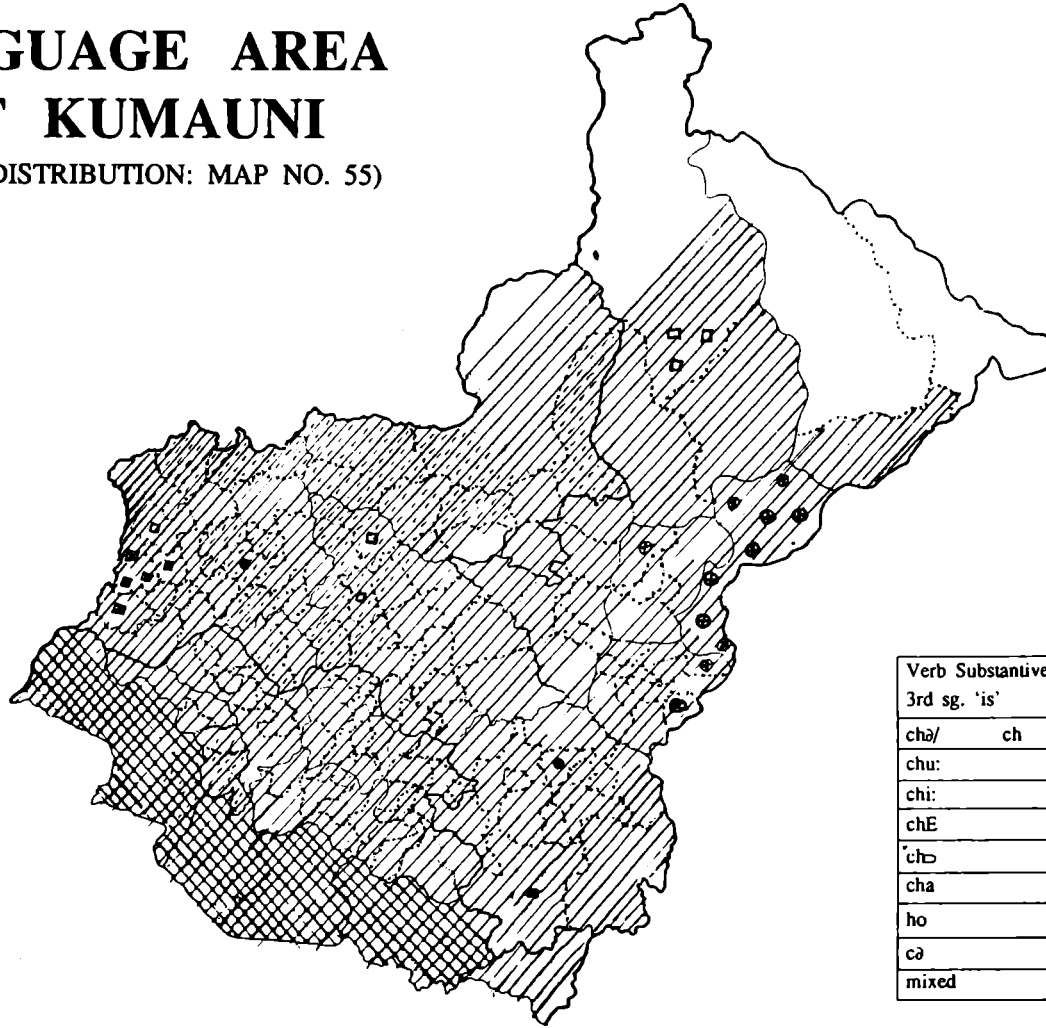 GUAGE AREA
KUMAUNI
DISTRIBUTION: MAP NO. 55)
Verb Substantive
3rd sg. 'is'
chə/ ch
chu:
chi:
chE
cha
ho
cə
mixed